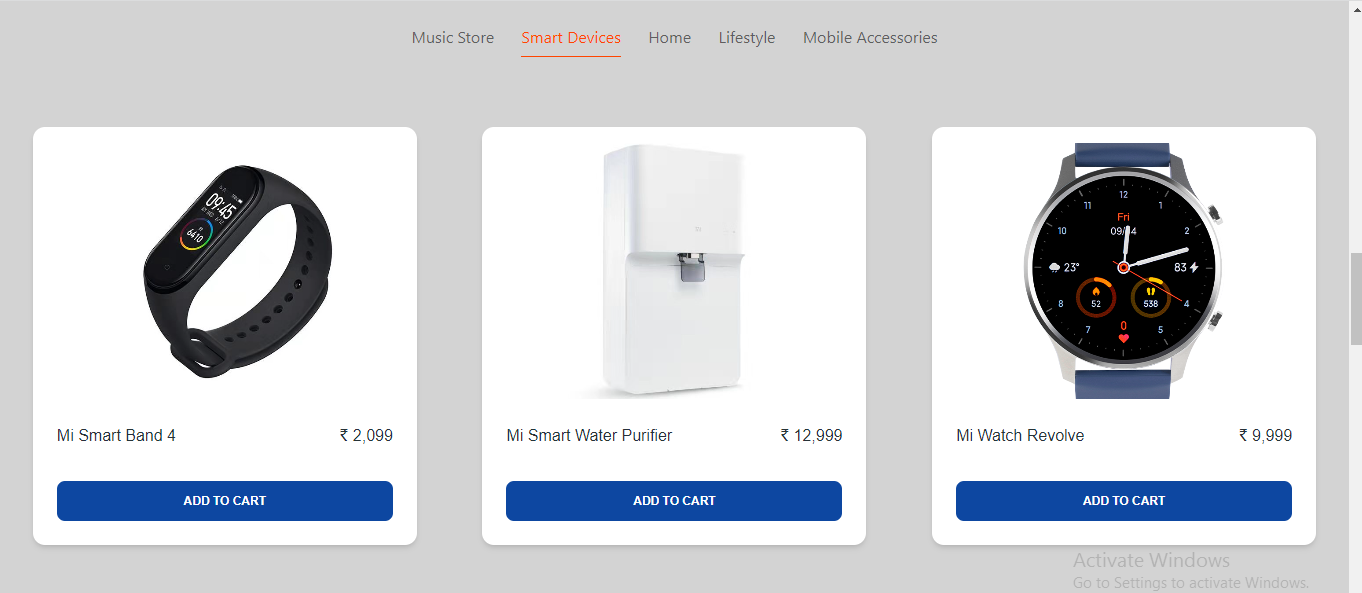 Music Store Smart Devices Home Lifestyle Mobile Accessories
09:45
6410
12
11 1
Fri
09/
10 2
23° 83
52 538
8 4
0
7 5
Mi Smart Band 4 ₹ 2,099
Mi Smart Water Purifier ₹ 12,999
Mi Watch Revolve ₹ 9,999
ADD TO CART
ADD TO CART
ADD TO CART
Activate Windows
Go to Settings to activate Windows.